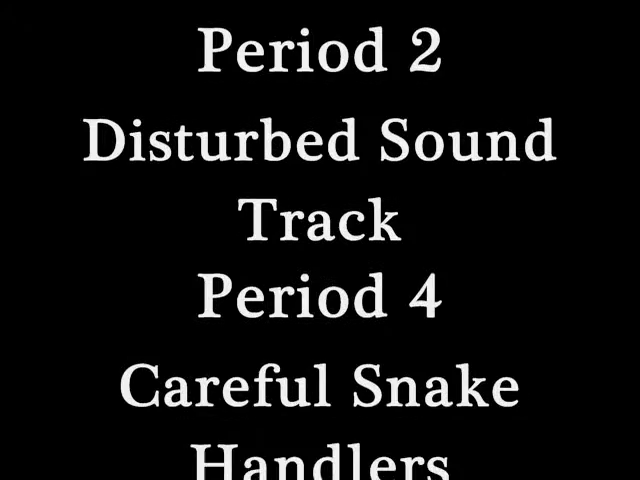 Period 2
Disturbed Sound
Track
Period 4
Careful Snake
Handlers